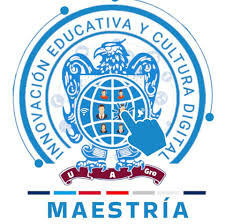 INNOVACIÓN EDUCATIVA Y CULTURA DIGITAL
U A Gro
MAESTRÍA